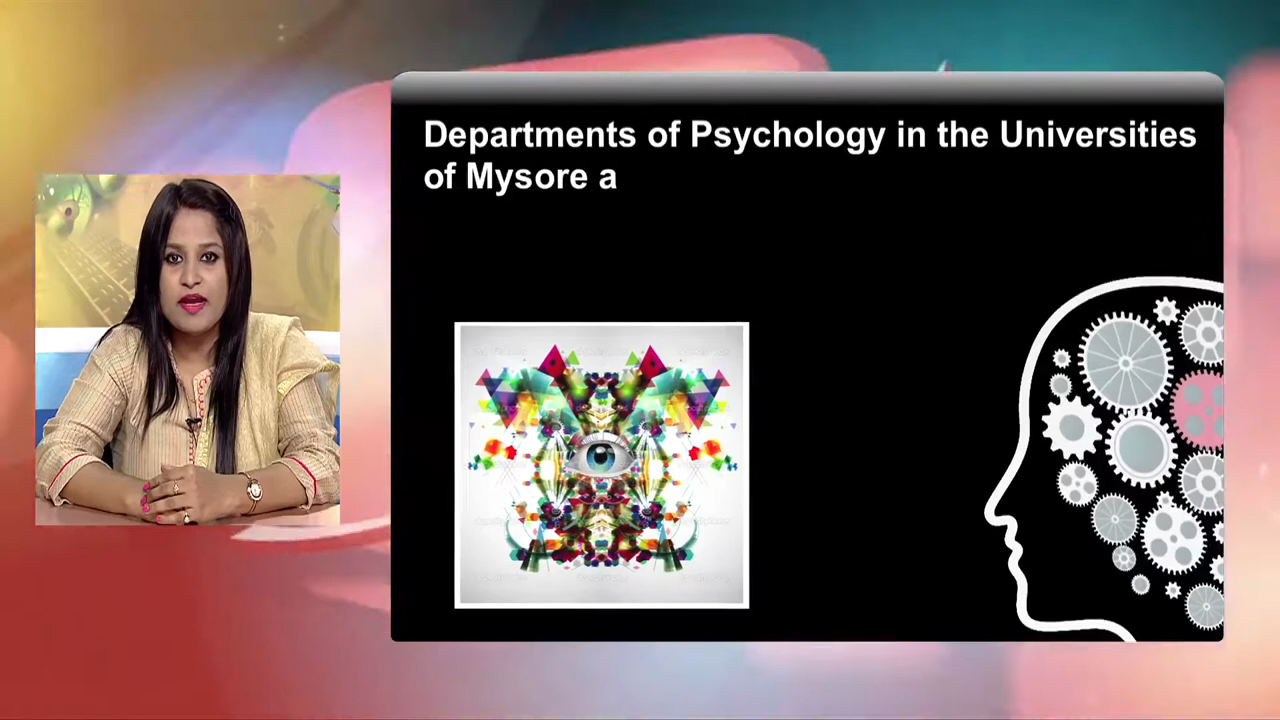 Departments of Psychology in the Universities
of Mysore a